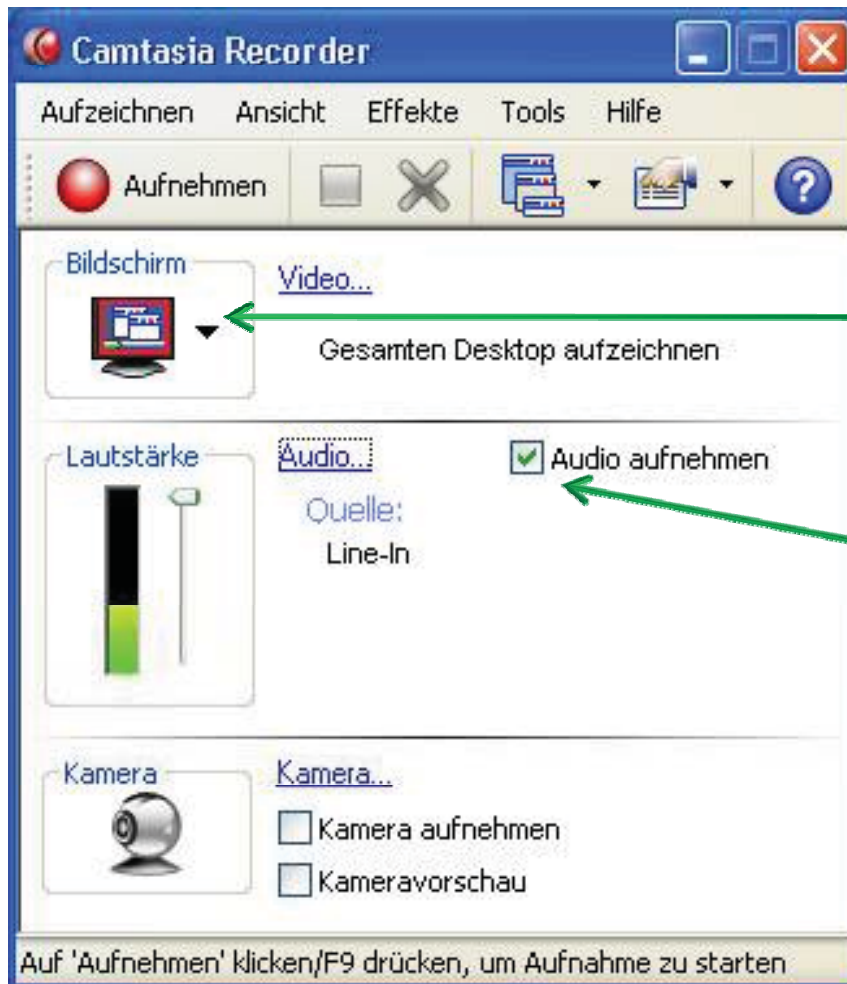 Camtasia Recorder
Aufzeichnen Ansicht Effekte Tools Hilfe
Aufnehmen
Bildschirm
Video...
Gesamten Desktop aufzeichnen
Lautstärke
Audio...
Audio aufnehmen
Quelle:
Line-In
Kamera
Kamera...
Kamera aufnehmen
Kameravorschau
Auf 'Aufnehmen' klicken/F9 drücken, um Aufnahme zu starten